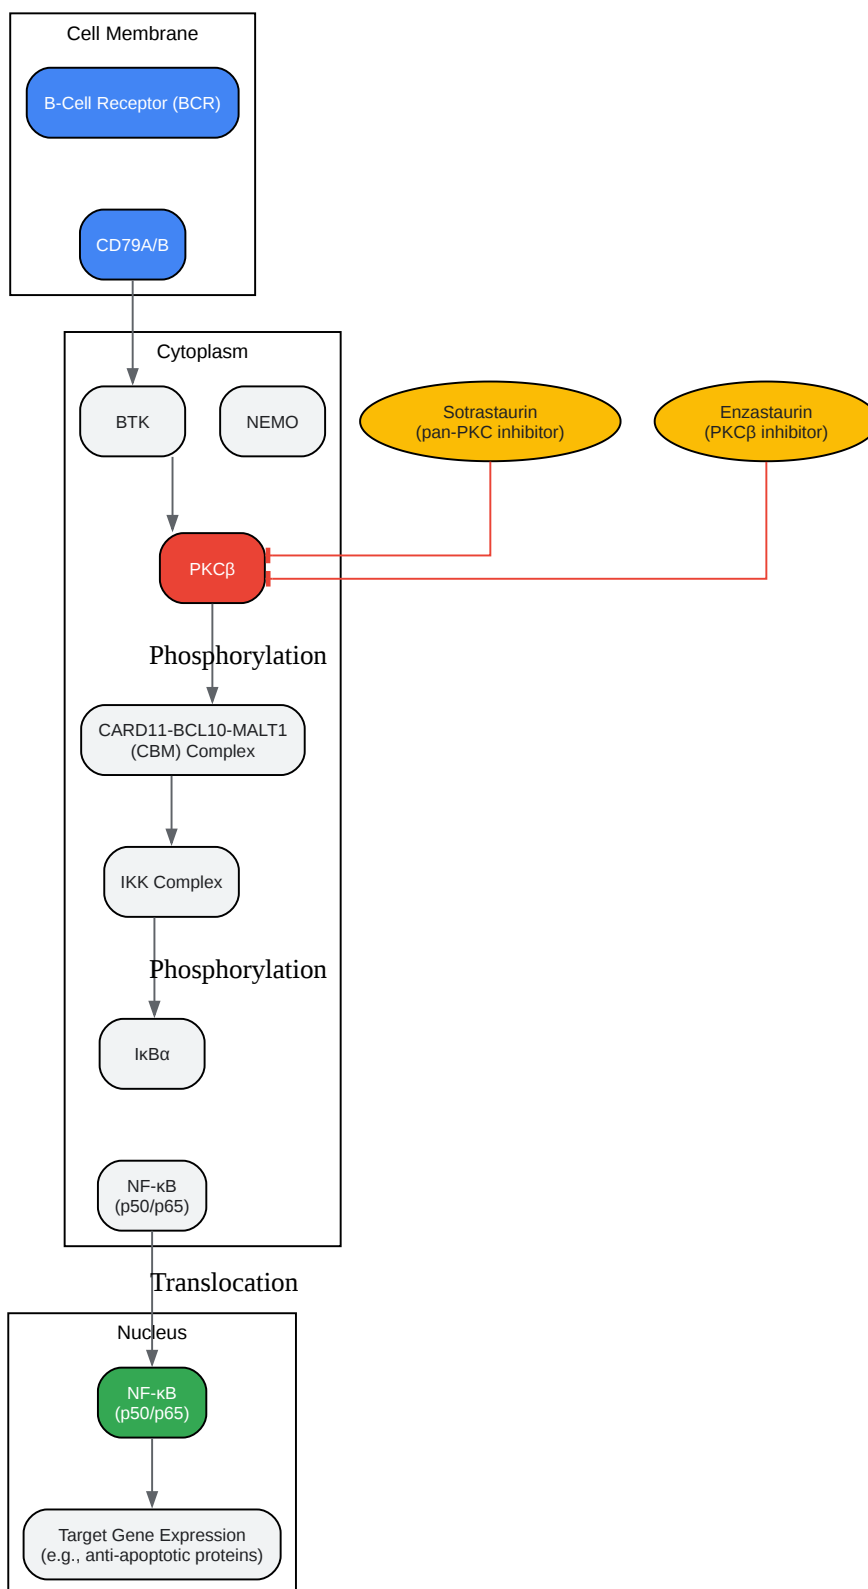 Cell Membrane
B-Cell Receptor (BCR)
CD79A/B
Cytoplasm
BTK
NEMO
Sotrastaurin
(pan-PKC inhibitor)
Enzastaurin
(PKCβ inhibitor)
PKCβ
Phosphorylation
CARD11-BCL10-MALT1
(CBM) Complex
IKK Complex
Phosphorylation
IκBα
NF-κB
(p50/p65)
Translocation
Nucleus
NF-κB
(p50/p65)
Target Gene Expression
(e.g., anti-apoptotic proteins)